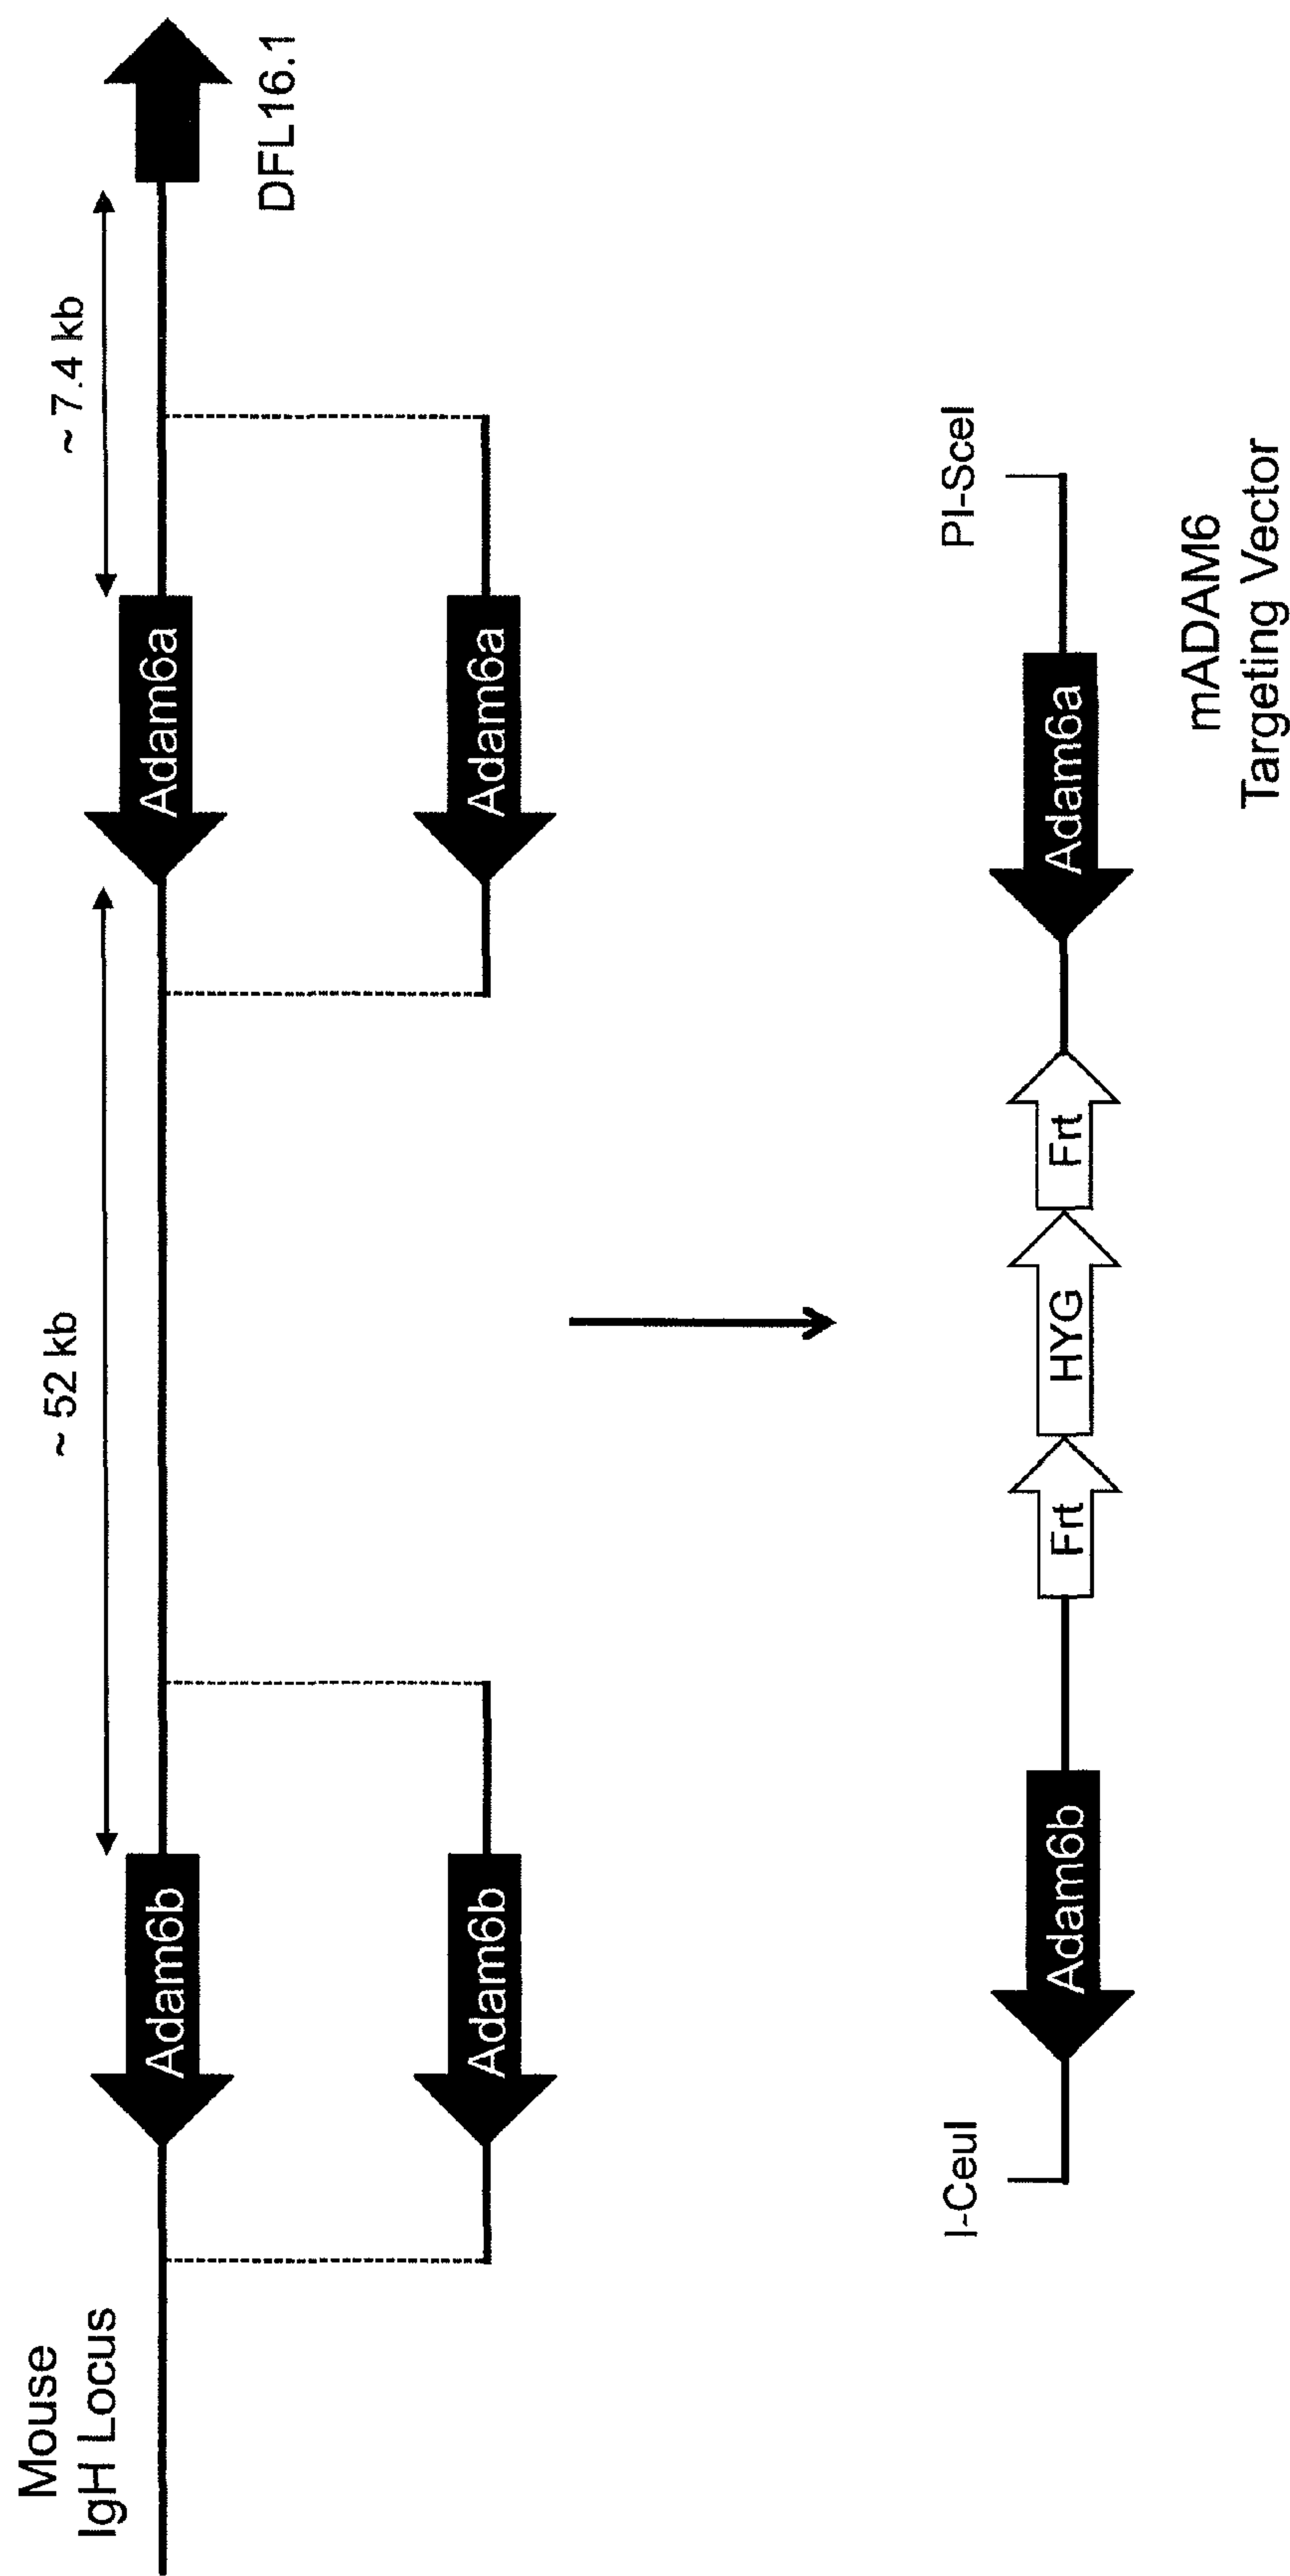 Mouse
IgH Locus
~ 52 kb
~ 7.4 kb
Adam6b
Adam6a
DFL16.1
Adam6b
Adam6a
I-CeuI
PI-SceI
Adam6b
Frt
HYG
Frt
Adam6a
mADAM6
Targeting Vector